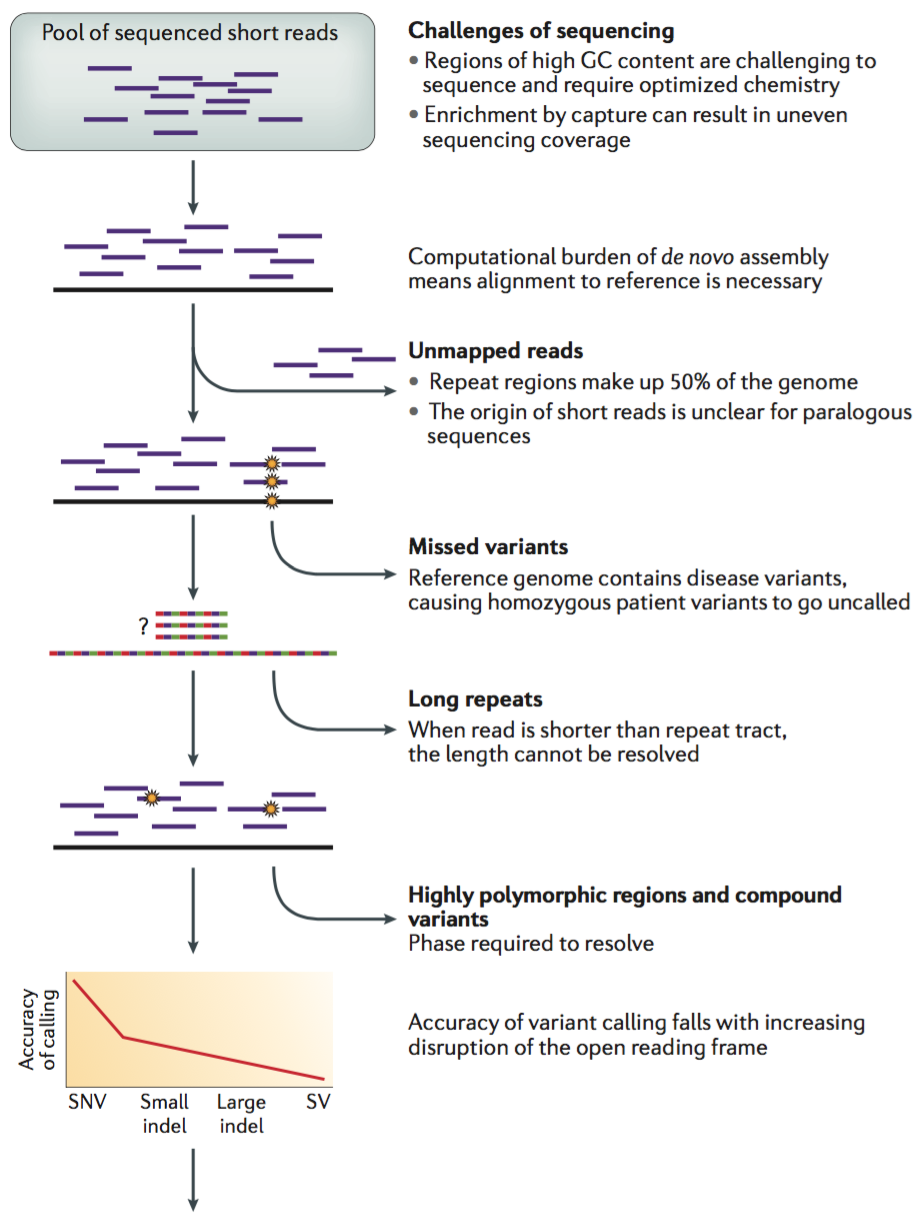 Pool of sequenced short reads
Challenges of sequencing
• Regions of high GC content are challenging to
sequence and require optimized chemistry
• Enrichment by capture can result in uneven
sequencing coverage
Computational burden of de novo assembly
means alignment to reference is necessary
Unmapped reads
• Repeat regions make up 50% of the genome
• The origin of short reads is unclear for paralogous
sequences
Missed variants
Reference genome contains disease variants,
causing homozygous patient variants to go uncalled
?
Long repeats
When read is shorter than repeat tract,
the length cannot be resolved
Highly polymorphic regions and compound
variants
Phase required to resolve
Accuracy
of calling
SNV
Small
indel
Large
indel
SV
Accuracy of variant calling falls with increasing
disruption of the open reading frame